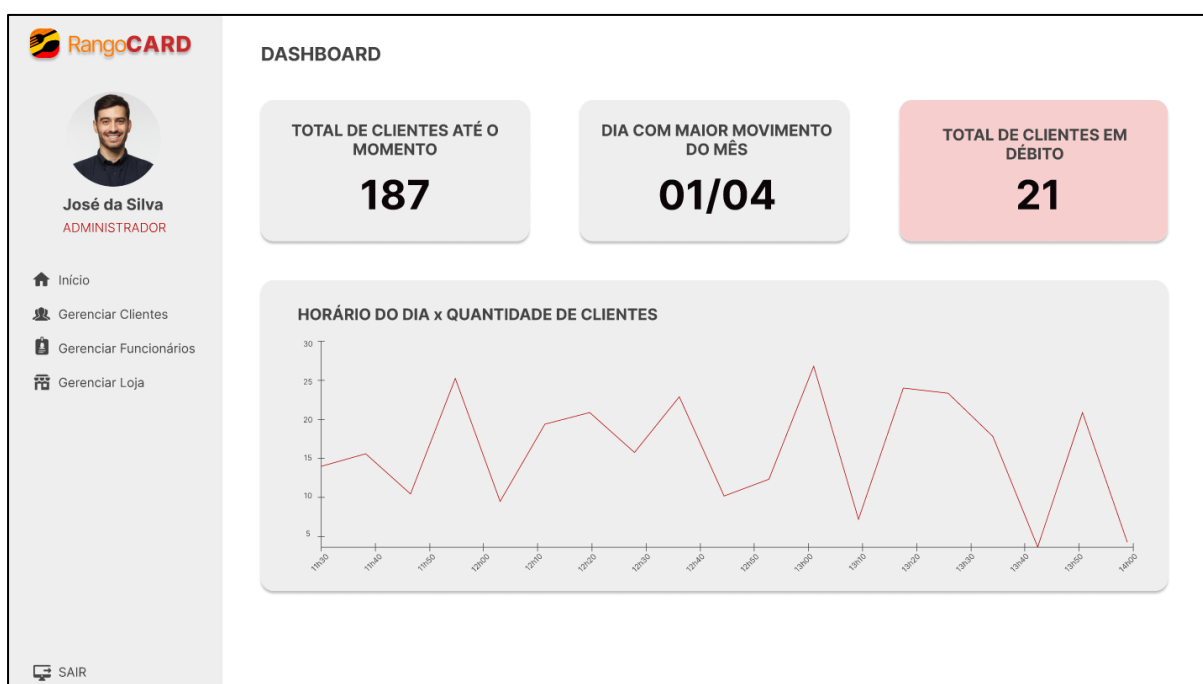 RangoCARD
José da Silva
ADMINISTRADOR
Início
Gerenciar Clientes
Gerenciar Funcionários
Gerenciar Loja
SAIR
DASHBOARD
TOTAL DE CLIENTES ATÉ O
MOMENTO
187
DIA COM MAIOR MOVIMENTO
DO MÊS
01/04
TOTAL DE CLIENTES EM
DÉBITO
21
HORÁRIO DO DIA x QUANTIDADE DE CLIENTES
30
25
20
15
10
5
11h30 11h40 11h50 12h00 12h10 12h20 12h30 12h40 12h50 13h00 13h10 13h20 13h30 13h40 13h50 14h00